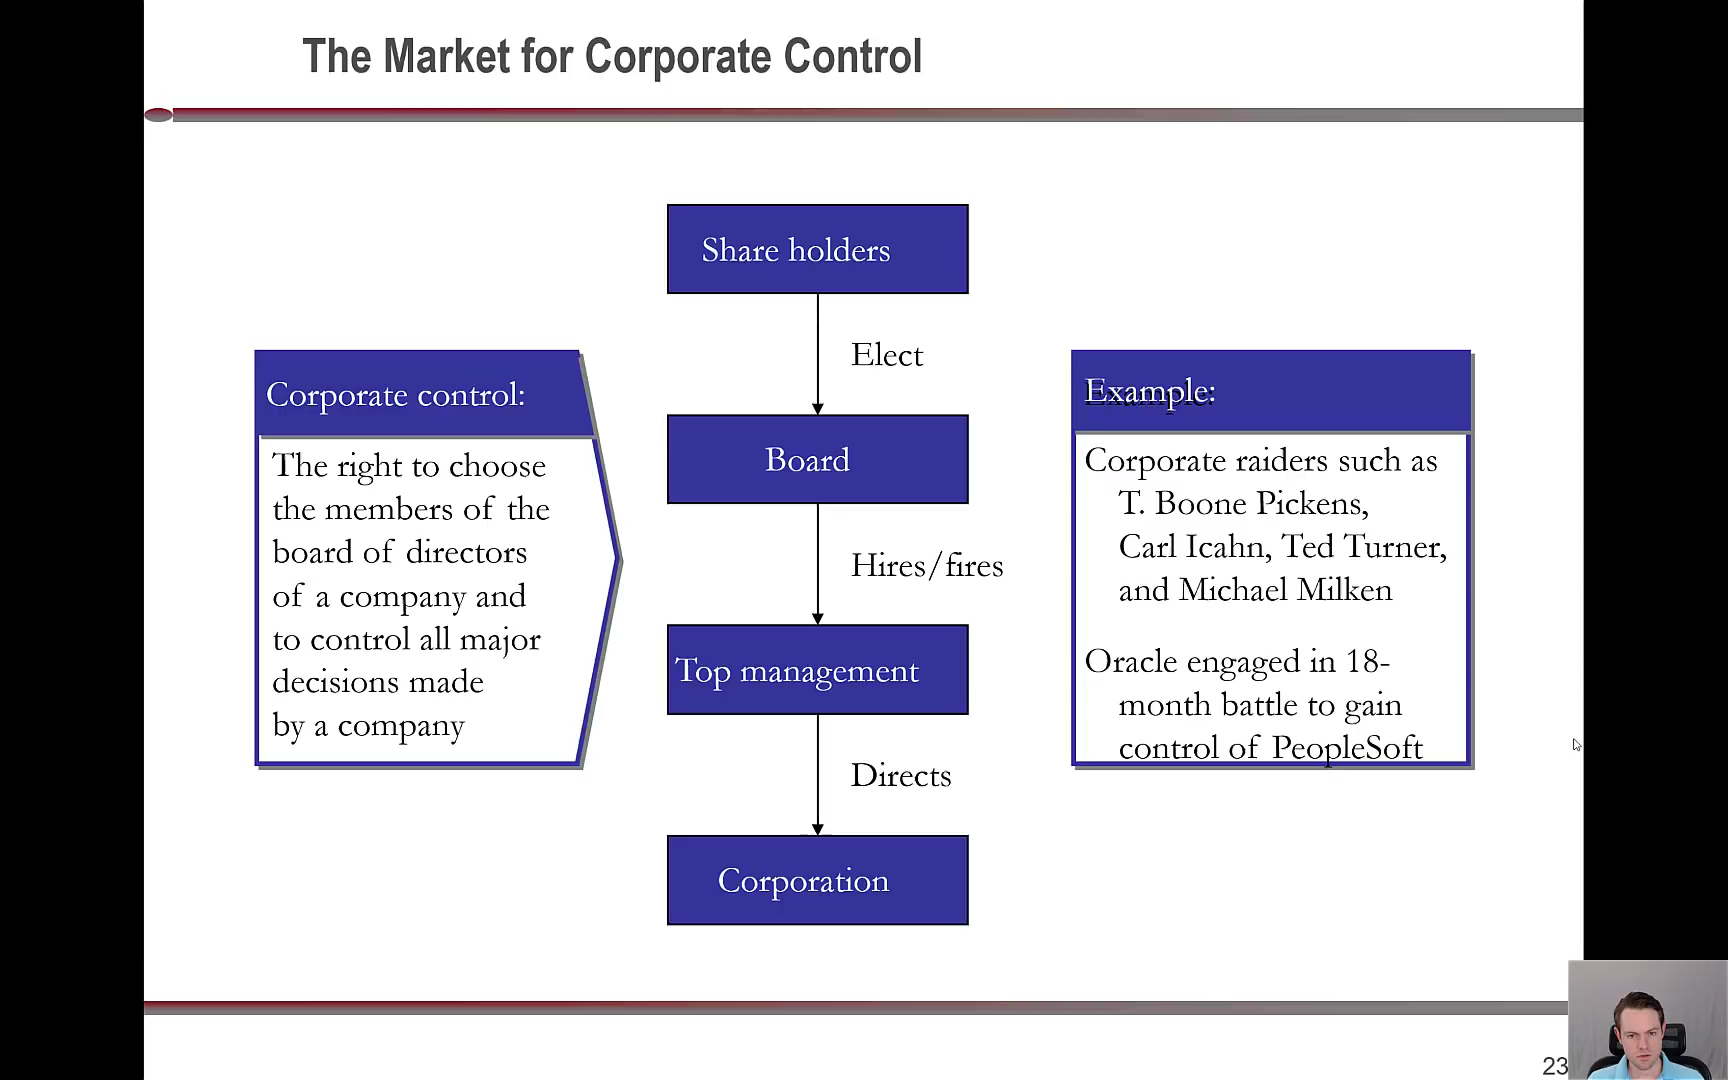 The Market for Corporate Control
Share holders
Elect
Board
Hires/fires
Top management
Directs
Corporation
Corporate control:
The right to choose
the members of the
board of directors
of a company and
to control all major
decisions made
by a company
Example:
Corporate raiders such as
T. Boone Pickens,
Carl Icahn, Ted Turner,
and Michael Milken
Oracle engaged in 18-
month battle to gain
control of PeopleSoft
23